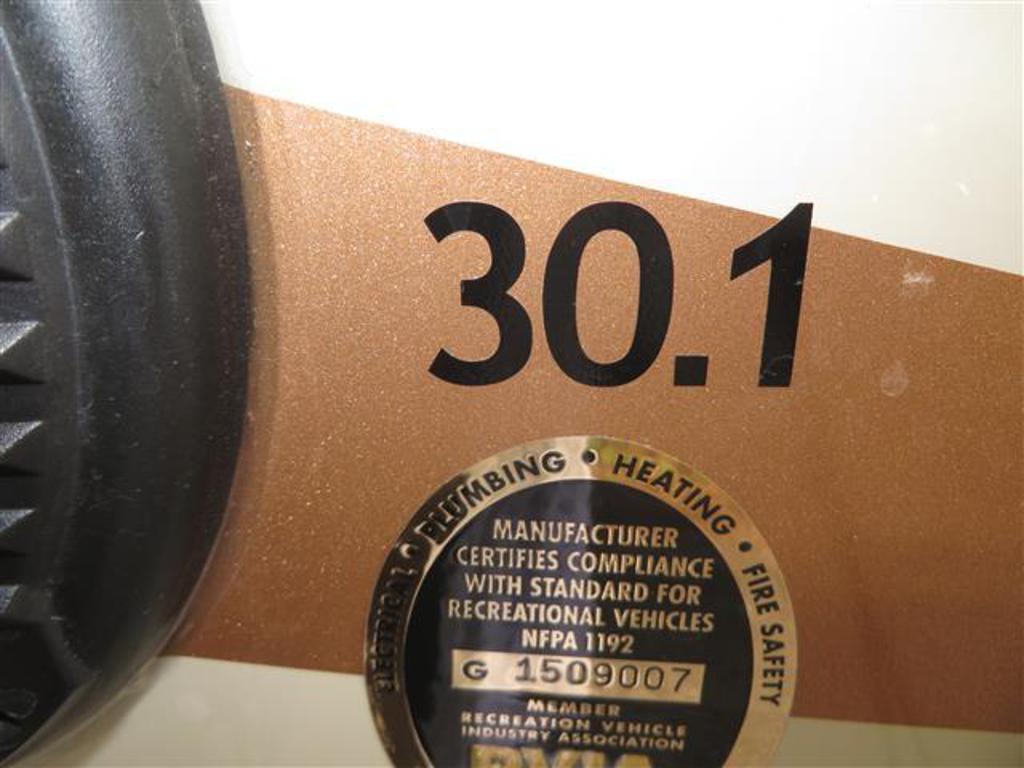 30.1
ELECTRICAL • PLUMBING • HEATING • FIRE SAFETY
MANUFACTURER
CERTIFIES COMPLIANCE
WITH STANDARD FOR
RECREATIONAL VEHICLES
NFPA 1192
G 1509007
MEMBER
RECREATION VEHICLE
INDUSTRY ASSOCIATION
RVIA